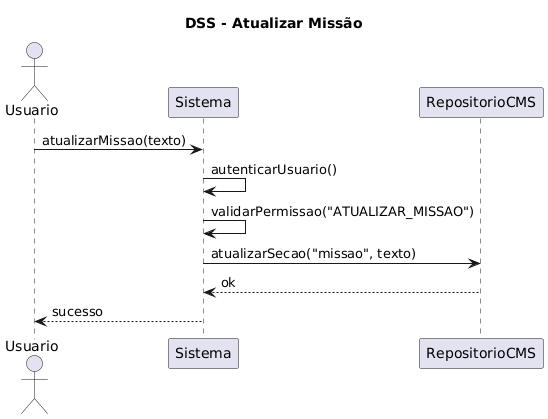 DSS - Atualizar Missão
Usuario
Sistema
RepositorioCMS
atualizarMissao(texto)
autenticarUsuario()
validarPermissao("ATUALIZAR_MISSAO")
atualizarSecao("missao", texto)
ok
sucesso
Usuario
Sistema
RepositorioCMS